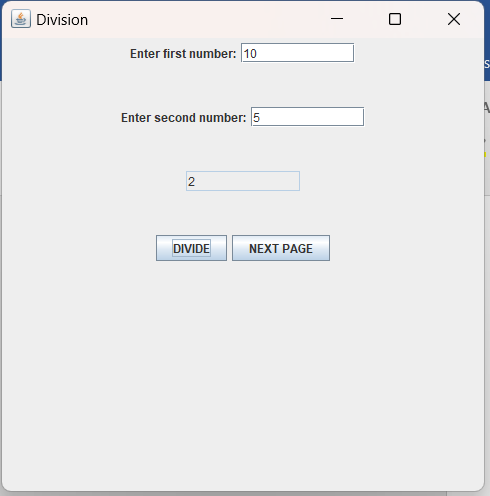 Division
Enter first number: 10
Enter second number: 5
2
DIVIDE NEXT PAGE